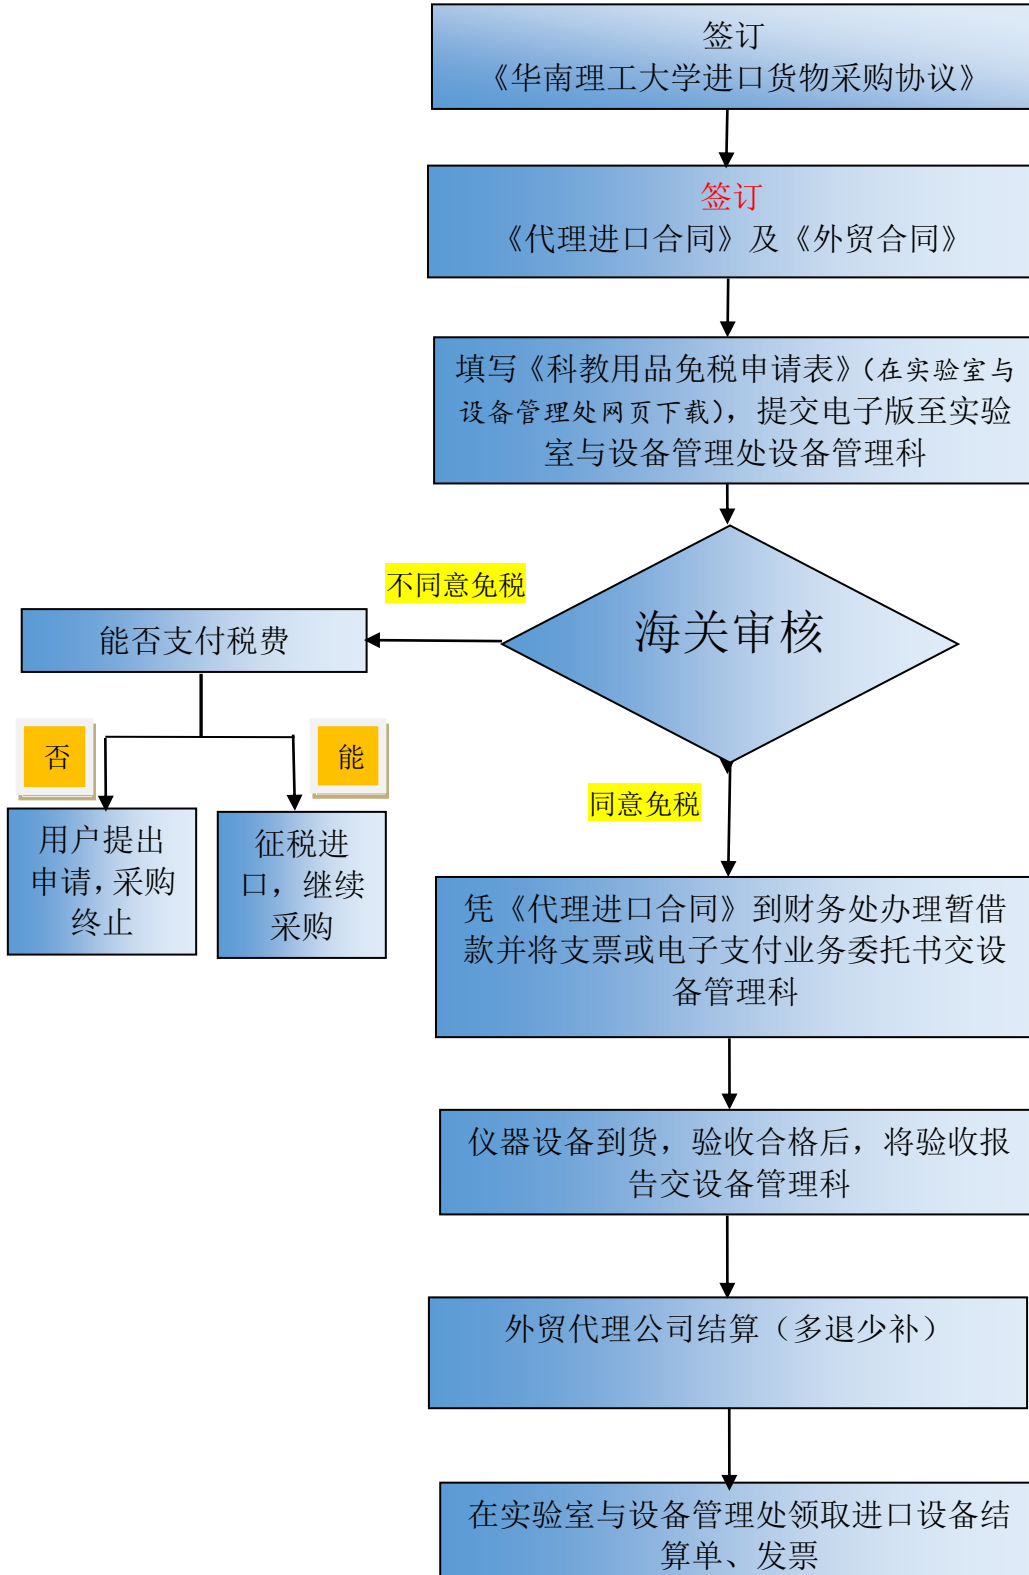 签订
《华南理工大学进口货物采购协议》
签订
《代理进口合同》及《外贸合同》
填写《科教用品免税申请表》(在实验室与
设备管理处网页下载)，提交电子版至实验
室与设备管理处设备管理科
不同意免税
海关审核
能否支付税费
否
能
同意免税
用户提出
申请，采购
终止
征税进
口，继续
采购
凭《代理进口合同》到财务处办理暂借
款并将支票或电子支付业务委托书交设
备管理科
仪器设备到货，验收合格后，将验收报
告交设备管理科
外贸代理公司结算（多退少补）
在实验室与设备管理处领取进口设备结
算单、发票